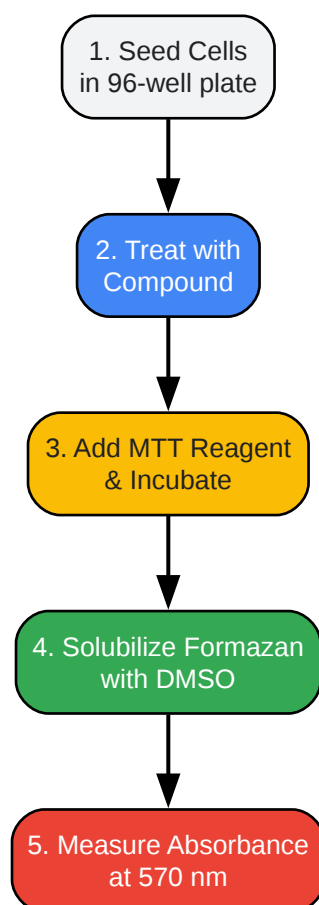 1. Seed Cells
in 96-well plate
2. Treat with
Compound
3. Add MTT Reagent
& Incubate
4. Solubilize Formazan
with DMSO
5. Measure Absorbance
at 570 nm